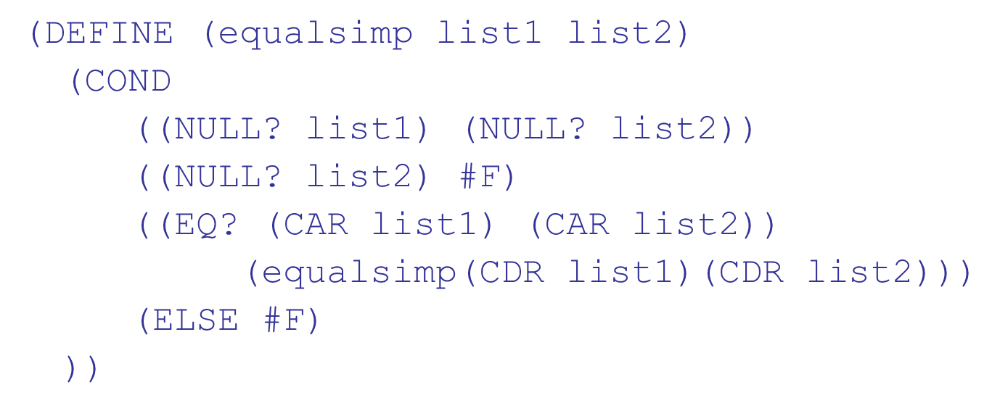 (DEFINE (equalsimp list1 list2)
(COND
((NULL? list1) (NULL? list2))
((NULL? list2) #F)
((EQ? (CAR list1) (CAR list2))
(equalsimp(CDR list1)(CDR list2)))
(ELSE #F)
))